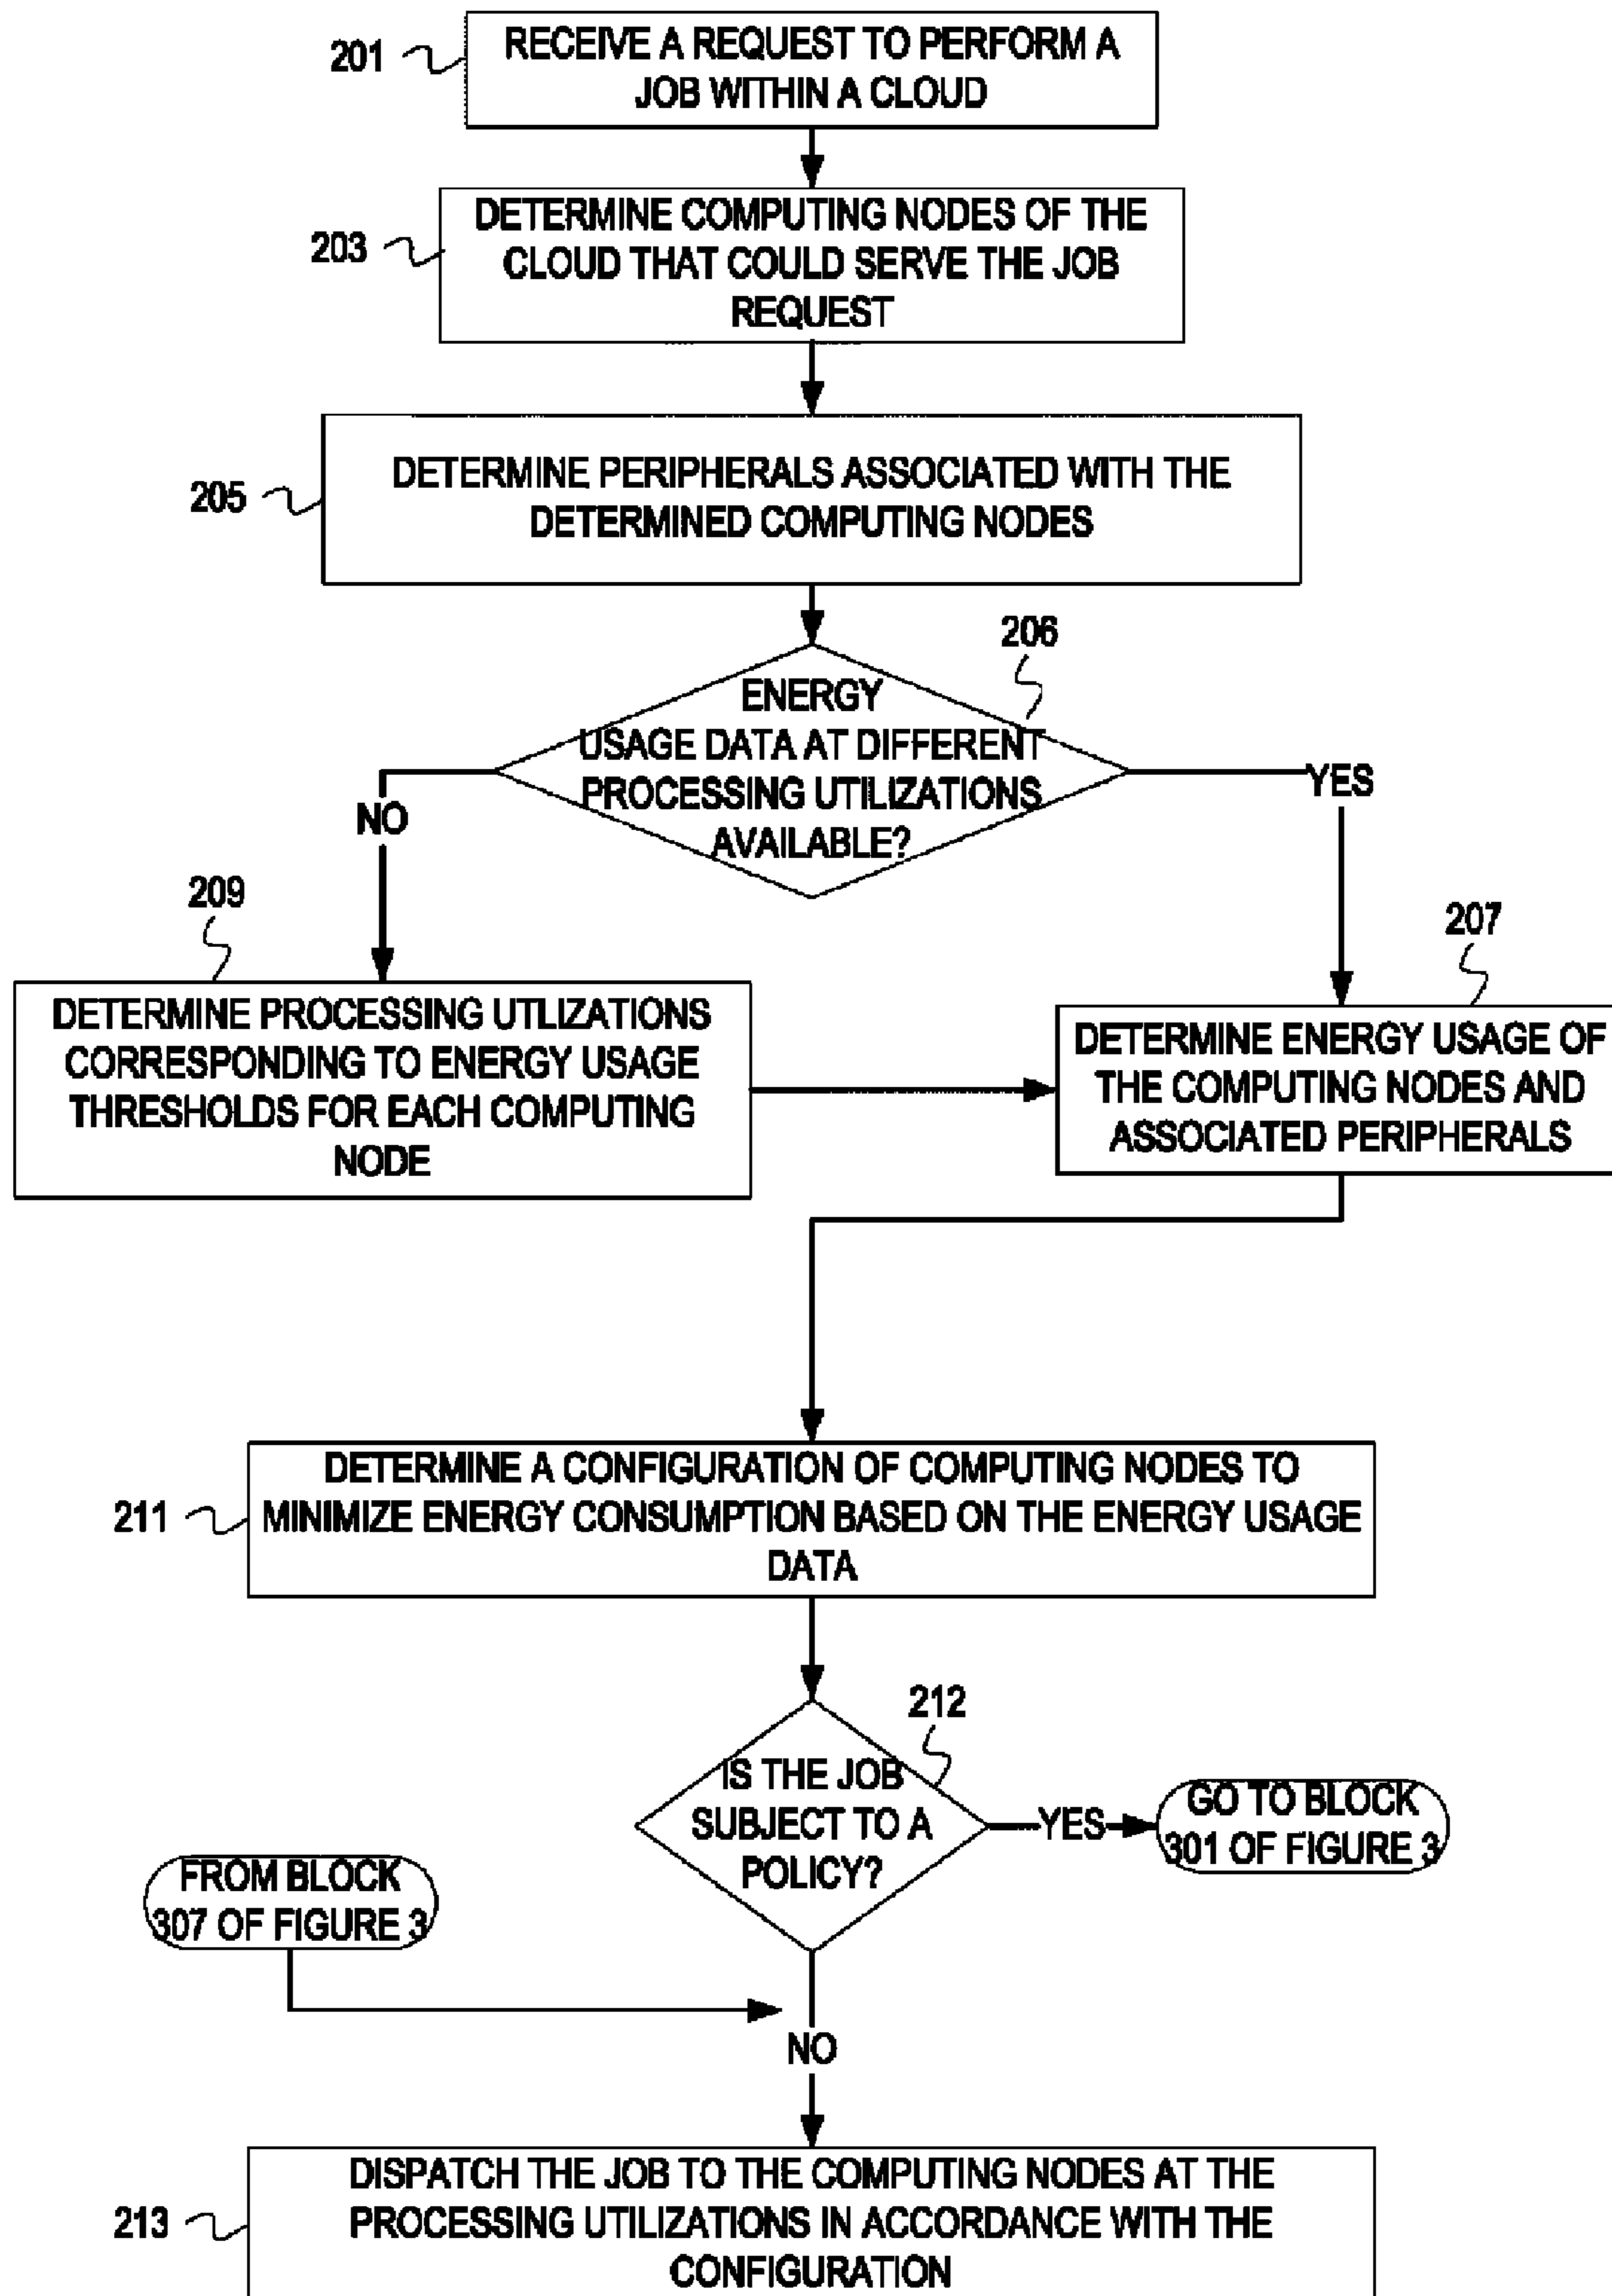 201
RECEIVE A REQUEST TO PERFORM A
JOB WITHIN A CLOUD
203
DETERMINE COMPUTING NODES OF THE
CLOUD THAT COULD SERVE THE JOB
REQUEST
205
DETERMINE PERIPHERALS ASSOCIATED WITH THE
DETERMINED COMPUTING NODES
206
ENERGY
USAGE DATA AT DIFFERENT
PROCESSING UTILIZATIONS
AVAILABLE?
NO
YES
209
DETERMINE PROCESSING UTLIZATIONS
CORRESPONDING TO ENERGY USAGE
THRESHOLDS FOR EACH COMPUTING
NODE
207
DETERMINE ENERGY USAGE OF
THE COMPUTING NODES AND
ASSOCIATED PERIPHERALS
211
DETERMINE A CONFIGURATION OF COMPUTING NODES TO
MINIMIZE ENERGY CONSUMPTION BASED ON THE ENERGY USAGE
DATA
212
IS THE JOB
SUBJECT TO A
POLICY?
YES
GO TO BLOCK
301 OF FIGURE 3
FROM BLOCK
307 OF FIGURE 3
NO
213
DISPATCH THE JOB TO THE COMPUTING NODES AT THE
PROCESSING UTILIZATIONS IN ACCORDANCE WITH THE
CONFIGURATION